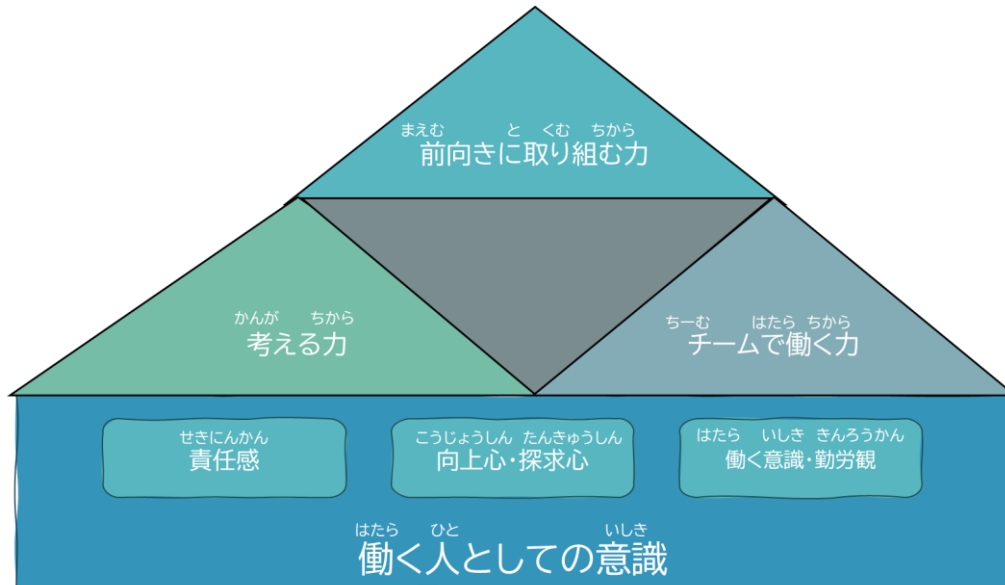 まえむ と くむ ちから
前向きに取り組む力
かんが ちから
考える力
ちーむ はたら ちから
チームで働く力
せきにんかん
責任感
こうじょうしん たんきゅうしん
向上心・探求心
はたら いしき きんろうかん
働く意識・勤労観
はたら ひと いしき
働く人としての意識